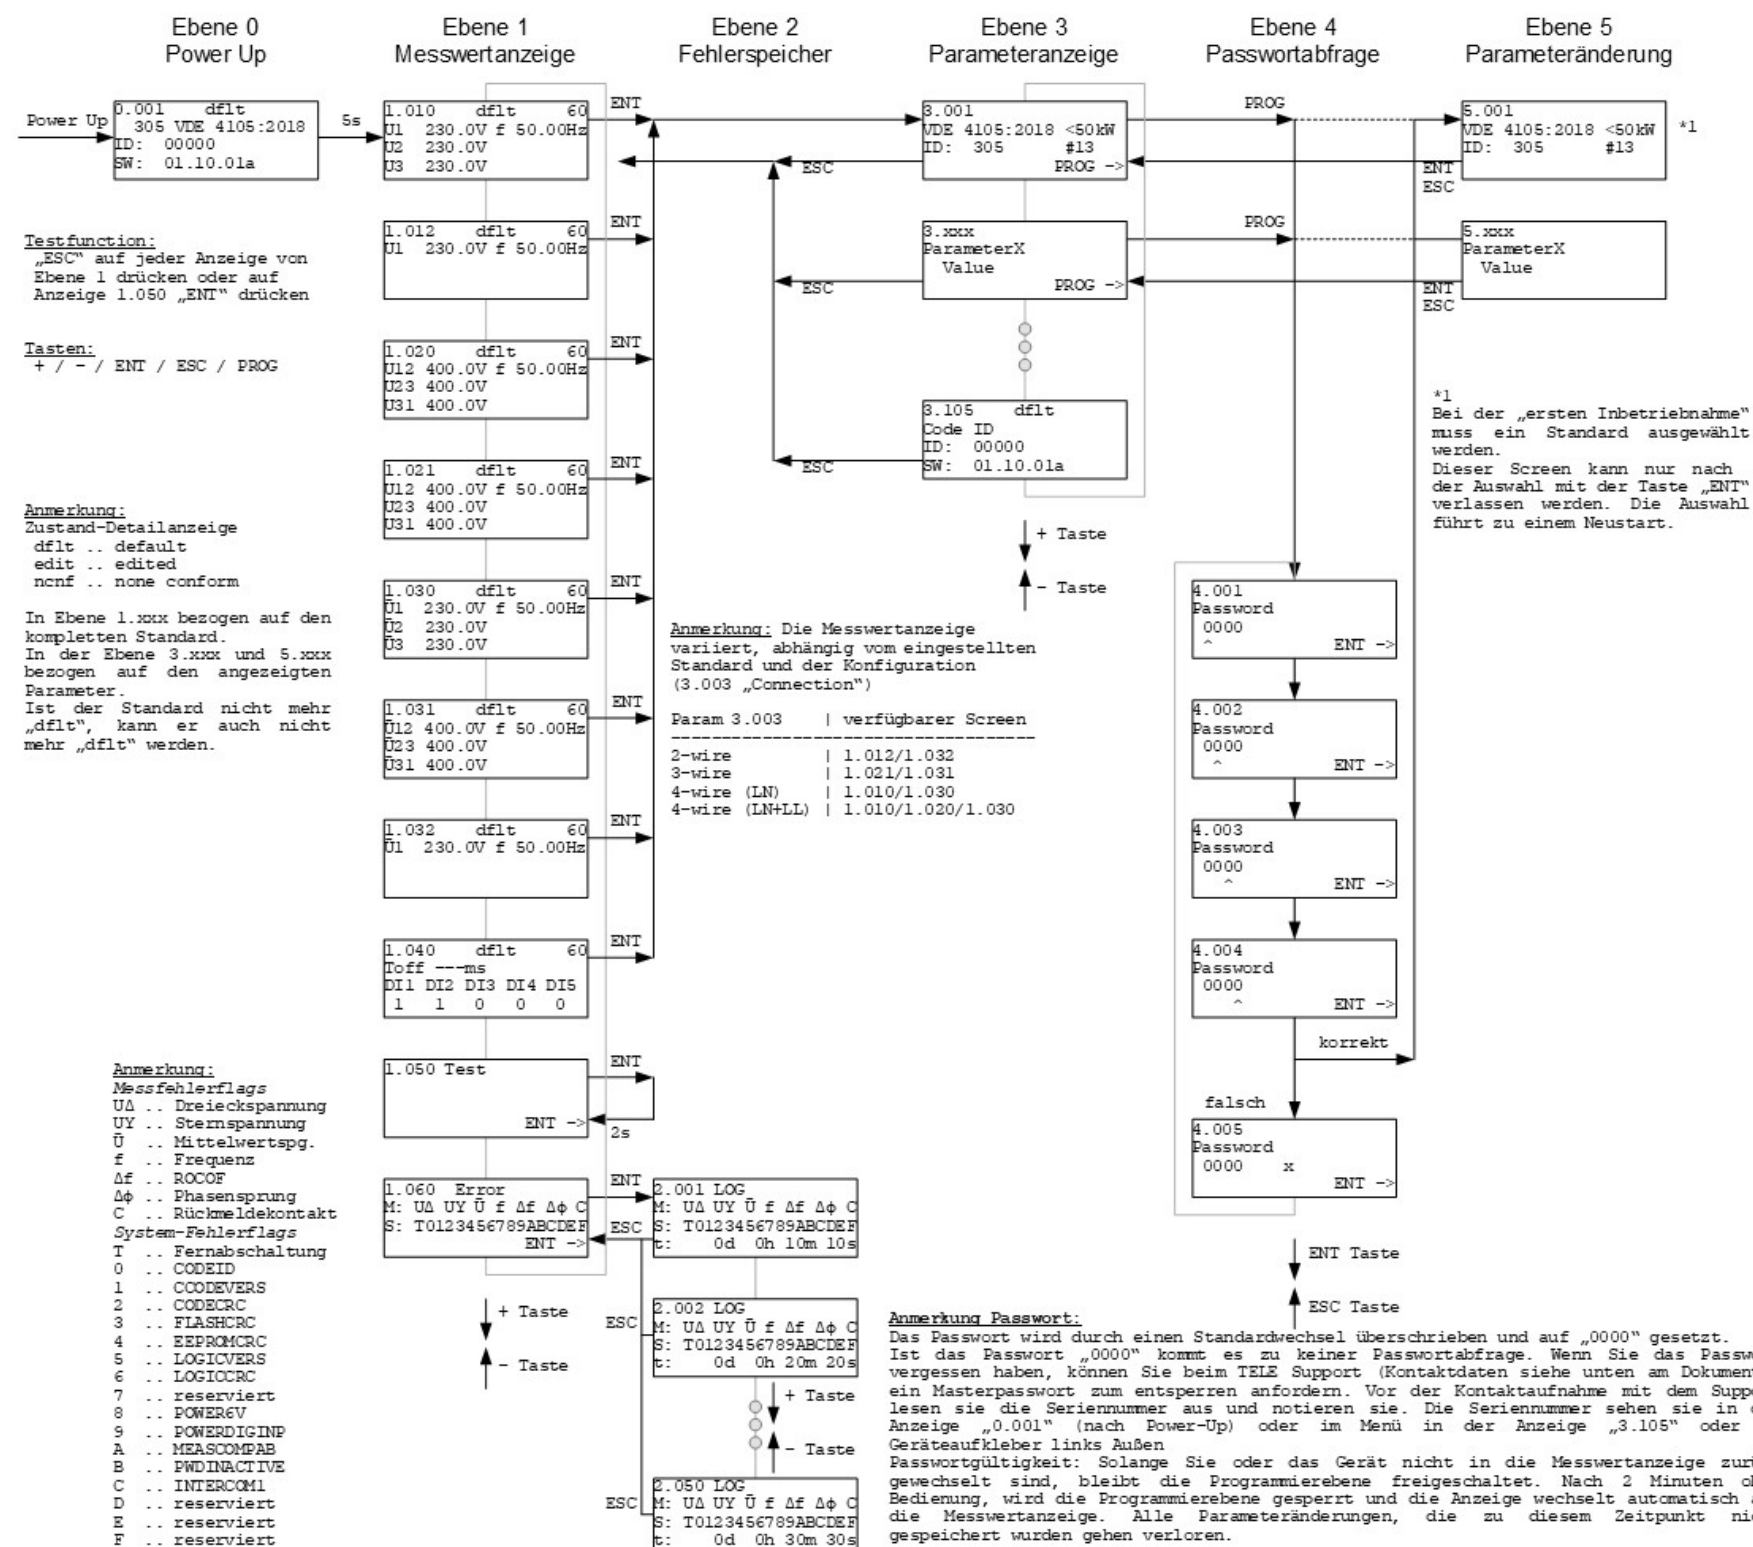 Ebene 0
Power Up
Ebene 1
Messwertanzeige
Ebene 2
Fehlerspeicher
Ebene 3
Parameteranzeige
Ebene 4
Passwortabfrage
Ebene 5
Parameteränderung
Power Up
0.001 dflt
305 VDE 4105:2018
ID: 00000
SW: 01.10.01a
5s
1.010 dflt 60
U1 230.0V f 50.00Hz
U2 230.0V
U3 230.0V
ENT
ESC
3.001
VDE 4105:2018 <50kW
ID: 305 #13
PROG ->
PROG
5.001
VDE 4105:2018 <50kW
ID: 305 #13
*1
ENT
ESC
Testfunction:
„ESC“ auf jeder Anzeige von
Ebene 1 drücken oder auf
Anzeige 1.050 „ENT“ drücken
1.012 dflt 60
U1 230.0V f 50.00Hz
ENT
ESC
3.xxx
ParameterX
Value
PROG ->
PROG
5.xxx
ParameterX
Value
ENT
ESC
Tasten:
+ / - / ENT / ESC / PROG
1.020 dflt 60
U12 400.0V f 50.00Hz
U23 400.0V
U31 400.0V
ENT
3.105 dflt
Code ID
ID: 00000
SW: 01.10.01a
ESC
+ Taste
- Taste
*1
Bei der „ersten Inbetriebnahme“
muss ein Standard ausgewählt
werden.
Dieser Screen kann nur nach
der Auswahl mit der Taste „ENT“
verlassen werden. Die Auswahl
führt zu einem Neustart.
1.021 dflt 60
U12 400.0V f 50.00Hz
U23 400.0V
U31 400.0V
ENT
Anmerkung:
Zustand-Detailanzeige
dflt .. default
edit .. edited
ncnf .. none conform
In Ebene 1.xxx bezogen auf den
kompletten Standard.
In der Ebene 3.xxx und 5.xxx
bezogen auf den angezeigten
Parameter.
Ist der Standard nicht mehr
„dflt“, kann er auch nicht
mehr „dflt“ werden.
1.030 dflt 60
Ū1 230.0V f 50.00Hz
Ū2 230.0V
Ū3 230.0V
ENT
1.031 dflt 60
Ū12 400.0V f 50.00Hz
Ū23 400.0V
Ū31 400.0V
ENT
1.032 dflt 60
Ū1 230.0V f 50.00Hz
ENT
1.040 dflt 60
Toff ---ms
DI1 DI2 DI3 DI4 DI5
1 1 0 0 0
ENT
1.050 Test
ENT ->
ENT
2s
1.060 Error
M: UΔ UY Ū f Δf Δϕ C
S: T0123456789ABCDEF
ENT ->
ENT
ESC
+ Taste
- Taste
Anmerkung: Die Messwertanzeige
variiert, abhängig vom eingestellten
Standard und der Konfiguration
(3.003 „Connection“)
Param 3.003 | verfügbarer Screen
------------------------------------
2-wire | 1.012/1.032
3-wire | 1.021/1.031
4-wire (LN) | 1.010/1.030
4-wire (LN+LL) | 1.010/1.020/1.030
4.001
Password
0000
^
ENT ->
4.002
Password
0000
^
ENT ->
4.003
Password
0000
^
ENT ->
4.004
Password
0000
^
ENT ->
korrekt
falsch
4.005
Password
0000 x
ENT ->
ENT Taste
ESC Taste
Anmerkung:
Messfehlerflags
UΔ .. Dreieckspannung
UY .. Sternspannung
Ū .. Mittelwertspg.
f .. Frequenz
Δf .. ROCOF
Δϕ .. Phasensprung
C .. Rückmeldekontakt
System-Fehlerflags
T .. Fernabschaltung
0 .. CODEID
1 .. CCODEVERS
2 .. CODECRC
3 .. FLASHCRC
4 .. EEPROMCRC
5 .. LOGICVERS
6 .. LOGICCRC
7 .. reserviert
8 .. POWER6V
9 .. POWERDIGINP
A .. MEASCOMPAB
B .. PWDINACTIVE
C .. INTERCOM1
D .. reserviert
E .. reserviert
F .. reserviert
2.001 LOG
M: UΔ UY Ū f Δf Δϕ C
S: T0123456789ABCDEF
t: 0d 0h 10m 10s
ESC
2.002 LOG
M: UΔ UY Ū f Δf Δϕ C
S: T0123456789ABCDEF
t: 0d 0h 20m 20s
+ Taste
- Taste
ESC
2.050 LOG
M: UΔ UY Ū f Δf Δϕ C
S: T0123456789ABCDEF
t: 0d 0h 30m 30s
Anmerkung Passwort:
Das Passwort wird durch einen Standardwechsel überschrieben und auf „0000“ gesetzt.
Ist das Passwort „0000“ kommt es zu keiner Passwortabfrage. Wenn Sie das Passw
vergessen haben, können Sie beim TELE Support (Kontaktdaten siehe unten am Dokumen
ein Masterpasswort zum entsperren anfordern. Vor der Kontaktaufnahme mit dem Supp
lesen sie die Seriennummer aus und notieren sie. Die Seriennummer sehen sie in
Anzeige „0.001“ (nach Power-Up) oder im Menü in der Anzeige „3.105“ oder
Geräteaufkleber links Außen
Passwortgültigkeit: Solange Sie oder das Gerät nicht in die Messwertanzeige zurü
gewechselt sind, bleibt die Programmierebene freigeschaltet. Nach 2 Minuten
Bedienung, wird die Programmierebene gesperrt und die Anzeige wechselt automatisch
die Messwertanzeige. Alle Parameteränderungen, die zu diesem Zeitpunkt ni
gespeichert wurden gehen verloren.